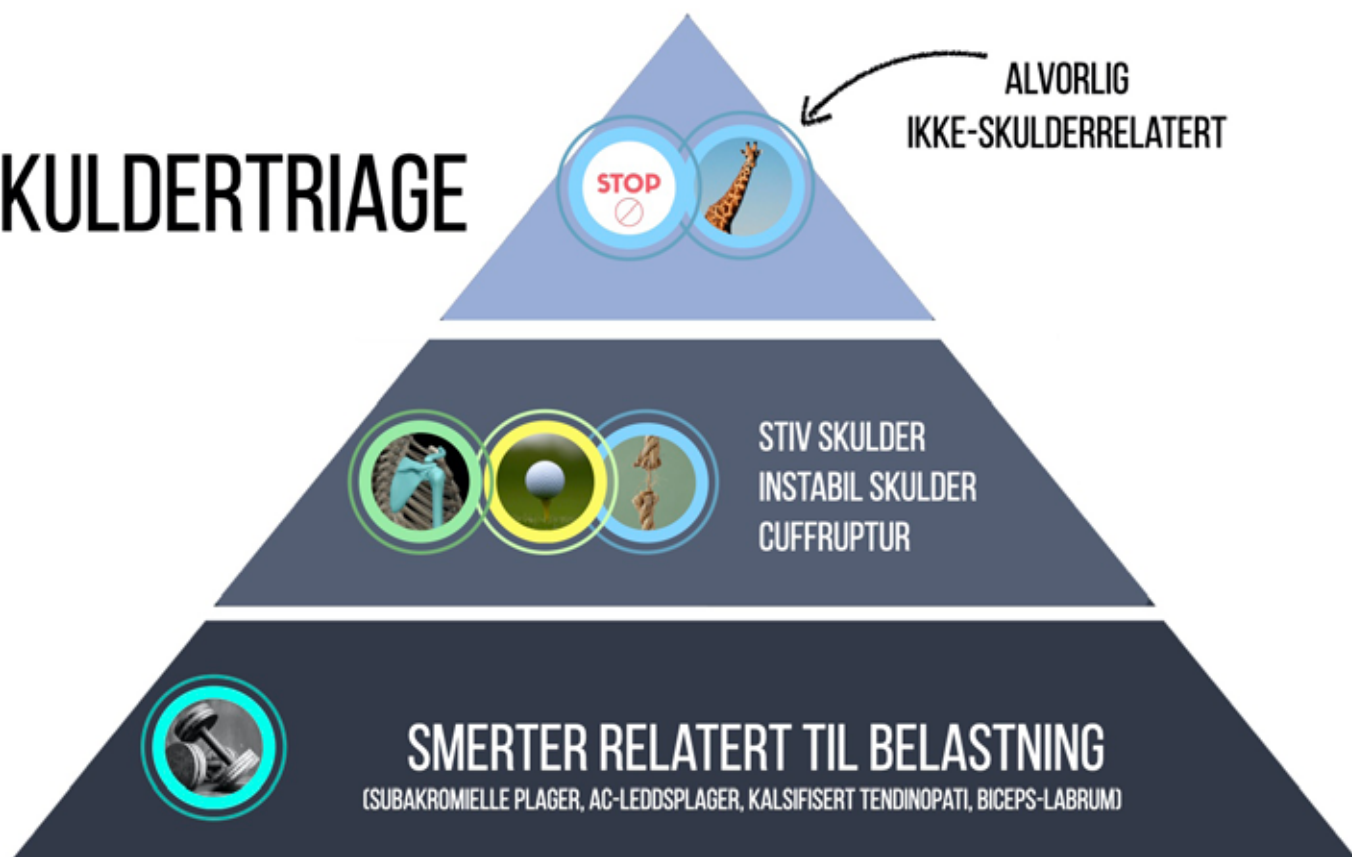 ALVORLIG
IKKE-SKULDERRELATERT
KULDERTRIAGE
STOP
STIV SKULDER
INSTABIL SKULDER
CUFFRUPTUR
SMERTER RELATERT TIL BELASTNING
(SUBAKROMIELLE PLAGER, AC-LEDDSPLAGER, KALSIFISERT TENDINOPATI, BICEPS-LABRUM)